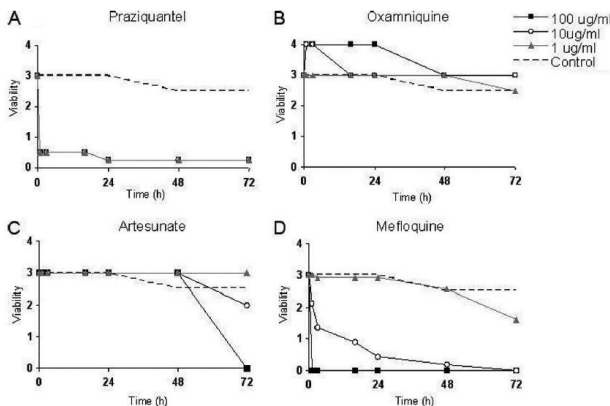 A Praziquantel
4
3
2
1
0
Viability
0 24 48 72
Time (h)
B Oxamniquine
4
3
2
1
0
Viability
0 24 48 72
Time (h)
100 ug/ml
10ug/ml
1 ug/ml
Control
C Artesunate
4
3
2
1
0
Viability
0 24 48 72
Time (h)
D Mefloquine
4
3
2
1
0
Viability
0 24 48 72
Time (h)